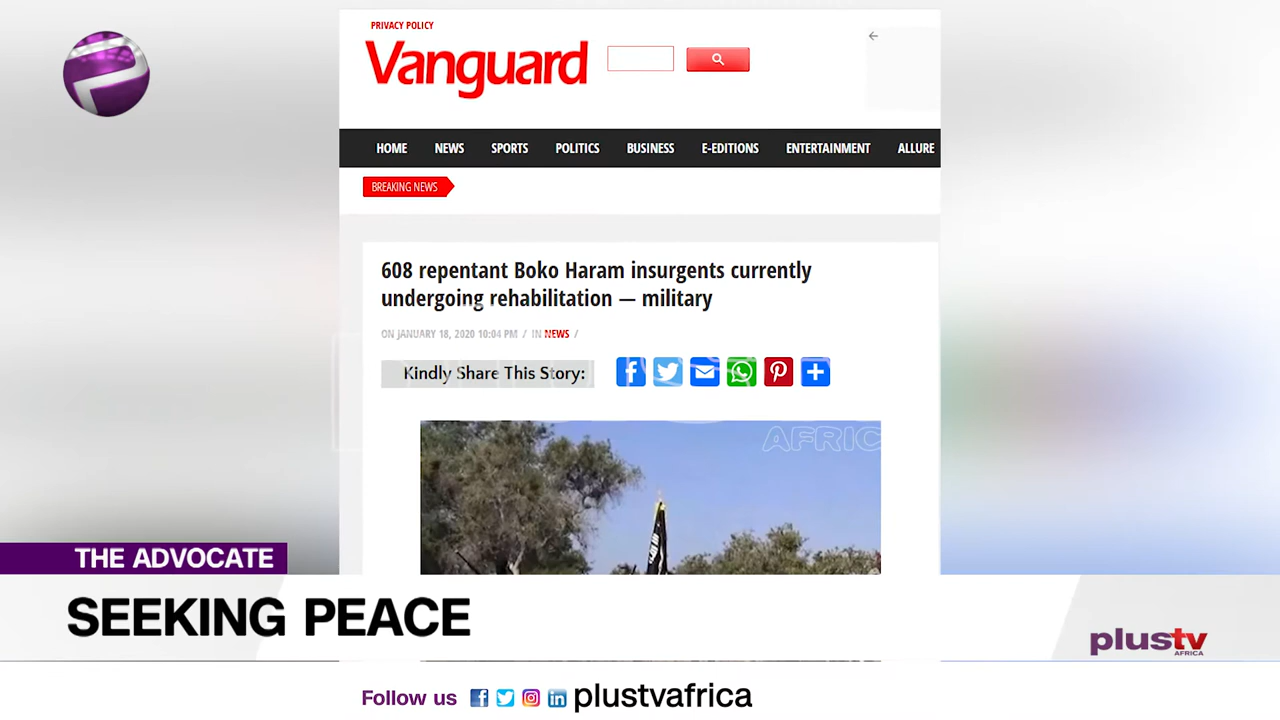 PRIVACY POLICY
Vanguard
HOME NEWS SPORTS POLITICS BUSINESS E-EDITIONS ENTERTAINMENT ALLURE
BREAKING NEWS
608 repentant Boko Haram insurgents currently
undergoing rehabilitation — military
ON JANUARY 18, 2020 10:04 PM / IN NEWS /
Kindly Share This Story:
AFRIC
THE ADVOCATE
SEEKING PEACE
plustv
AFRICA
Follow us plustvafrica